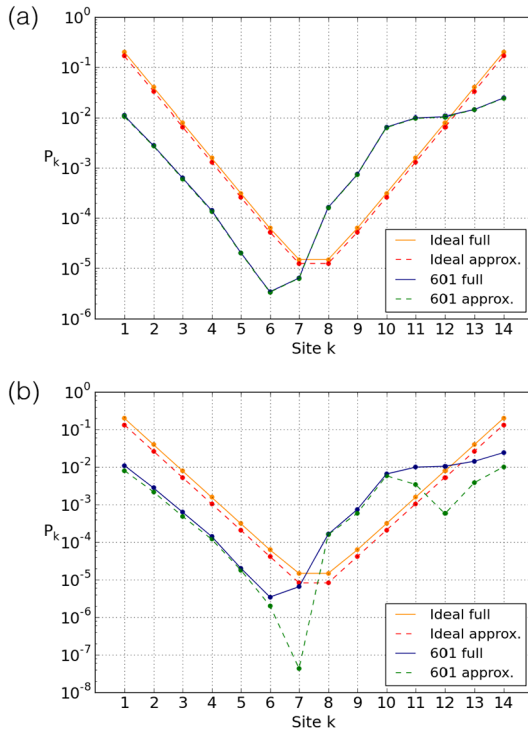 (a)
10^0
10^-1
10^-2
P_k
10^-3
10^-4
10^-5
10^-6
Ideal full
Ideal approx.
601 full
601 approx.
1 2 3 4 5 6 7 8 9 10 11 12 13 14
Site k
(b)
10^0
10^-1
10^-2
10^-3
P_k
10^-4
10^-5
10^-6
10^-7
10^-8
Ideal full
Ideal approx.
601 full
601 approx.
1 2 3 4 5 6 7 8 9 10 11 12 13 14
Site k